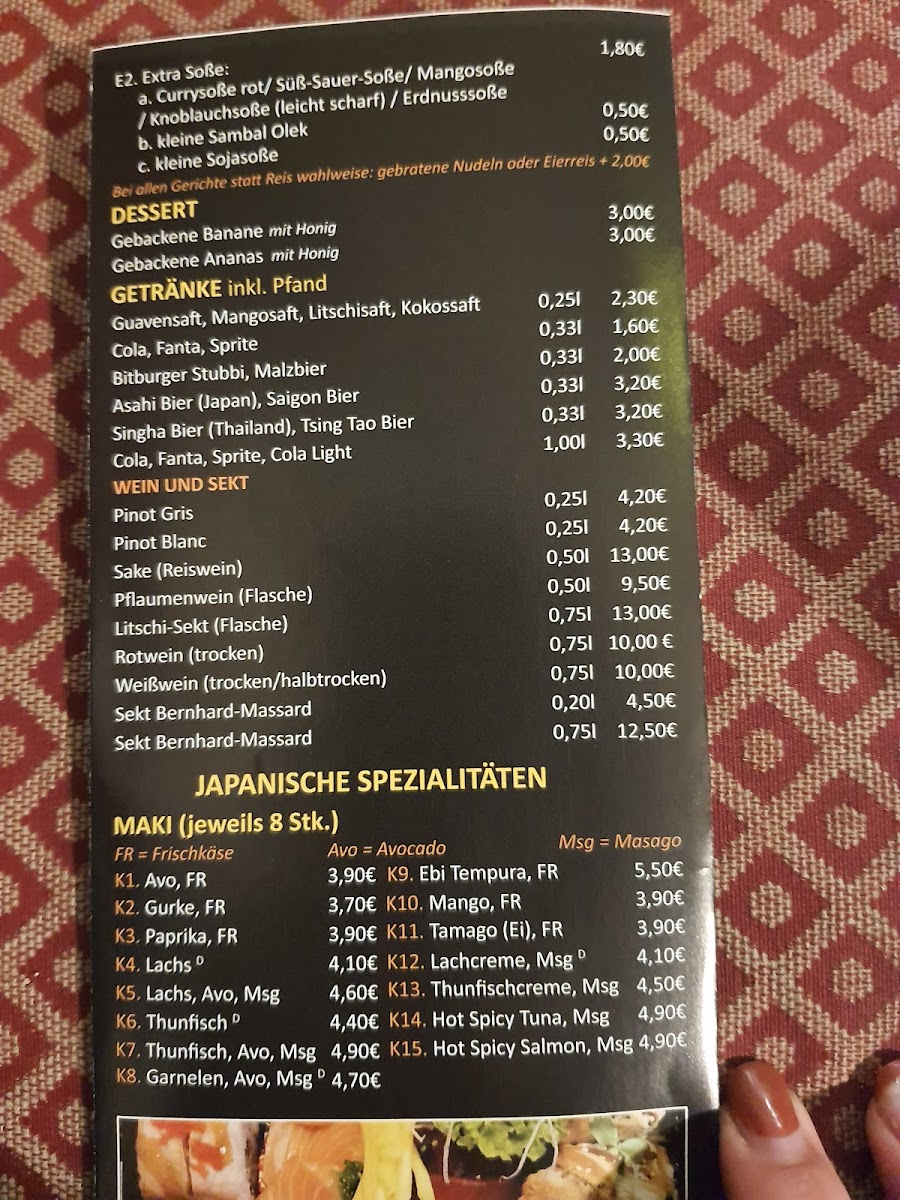 E2. Extra Soße: 1,80€
a. Currysoße rot/ Süß-Sauer-Soße/ Mangosoße
/ Knoblauchsoße (leicht scharf) / Erdnusssoße
b. kleine Sambal Olek 0,50€
c. kleine Sojasoße 0,50€
Bei allen Gerichte statt Reis wahlweise: gebratene Nudeln oder Eierreis + 2,00€
DESSERT
Gebackene Banane mit Honig 3,00€
Gebackene Ananas mit Honig 3,00€
GETRÄNKE inkl. Pfand
Guavensaft, Mangosaft, Litschisaft, Kokossaft 0,25l 2,30€
Cola, Fanta, Sprite 0,33l 1,60€
Bitburger Stubbi, Malzbier 0,33l 2,00€
Asahi Bier (Japan), Saigon Bier 0,33l 3,20€
Singha Bier (Thailand), Tsing Tao Bier 0,33l 3,20€
Cola, Fanta, Sprite, Cola Light 1,00l 3,30€
WEIN UND SEKT
Pinot Gris 0,25l 4,20€
Pinot Blanc 0,25l 4,20€
Sake (Reiswein) 0,50l 13,00€
Pflaumenwein (Flasche) 0,50l 9,50€
Litschi-Sekt (Flasche) 0,75l 13,00€
Rotwein (trocken) 0,75l 10,00 €
Weißwein (trocken/halbtrocken) 0,75l 10,00€
Sekt Bernhard-Massard 0,20l 4,50€
Sekt Bernhard-Massard 0,75l 12,50€
JAPANISCHE SPEZIALITÄTEN
MAKI (jeweils 8 Stk.)
FR = Frischkäse Avo = Avocado Msg = Masago
K1. Avo, FR 3,90€ K9. Ebi Tempura, FR 5,50€
K2. Gurke, FR 3,70€ K10. Mango, FR 3,90€
K3. Paprika, FR 3,90€ K11. Tamago (Ei), FR 3,90€
K4. Lachs D 4,10€ K12. Lachcreme, Msg D 4,10€
K5. Lachs, Avo, Msg 4,60€ K13. Thunfischcreme, Msg 4,50€
K6. Thunfisch D 4,40€ K14. Hot Spicy Tuna, Msg 4,90€
K7. Thunfisch, Avo, Msg 4,90€ K15. Hot Spicy Salmon, Msg 4,90€
K8. Garnelen, Avo, Msg D 4,70€